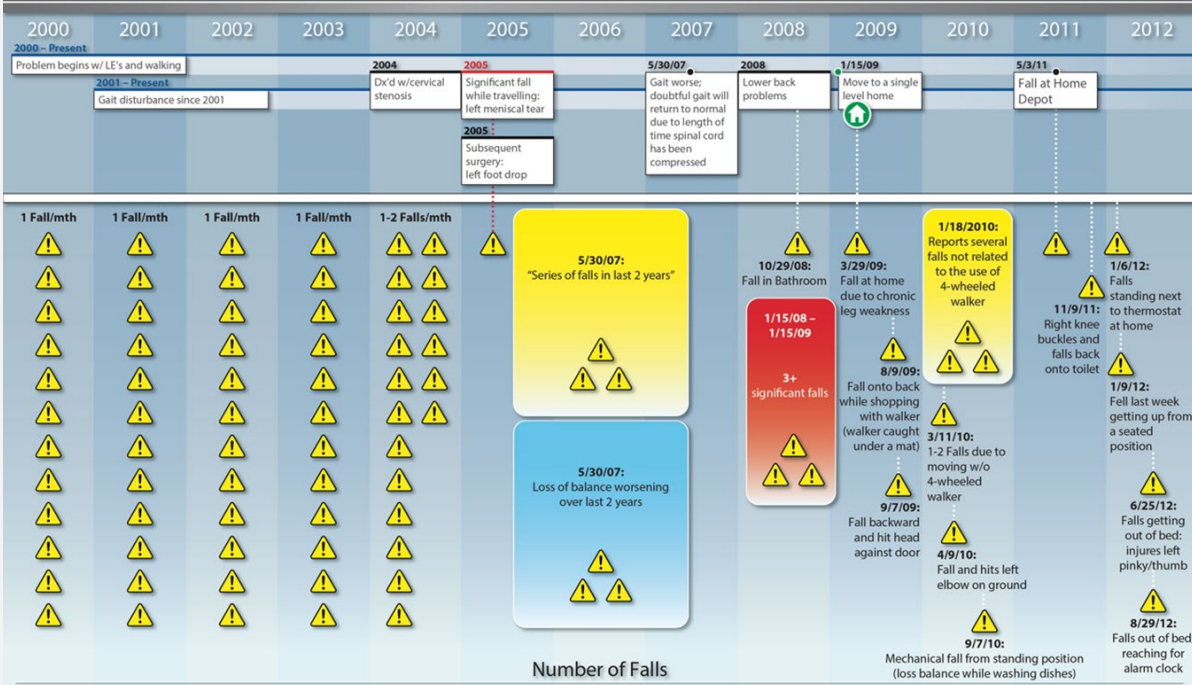 2000
2001
2002
2003
2004
2005
2006
2007
2008
2009
2010
2011
2012
2000 – Present
Problem begins w/ LE's and walking
2001 – Present
Gait disturbance since 2001
2004
Dx'd w/cervical
stenosis
2005
Significant fall
while travelling:
left meniscal tear
2005
Subsequent
surgery:
left foot drop
5/30/07
Gait worse;
doubtful gait will
return to normal
due to length of
time spinal cord
has been
compressed
2008
Lower back
problems
1/15/09
Move to a single
level home
5/3/11
Fall at Home
Depot
1 Fall/mth
1 Fall/mth
1 Fall/mth
1 Fall/mth
1-2 Falls/mth
5/30/07:
“Series of falls in last 2 years”
5/30/07:
Loss of balance worsening
over last 2 years
10/29/08:
Fall in Bathroom
1/15/08 –
1/15/09
3+
significant falls
3/29/09:
Fall at home
due to chronic
leg weakness
8/9/09:
Fall onto back
while shopping
with walker
(walker caught
under a mat)
9/7/09:
Fall backward
and hit head
against door
1/18/2010:
Reports several
falls not related
to the use of
4-wheeled
walker
3/11/10:
1-2 Falls due to
moving w/o
4-wheeled
walker
4/9/10:
Fall and hits left
elbow on ground
9/7/10:
Mechanical fall from standing position
(loss balance while washing dishes)
11/9/11:
Right knee
buckles and
falls back
onto toilet
1/6/12:
Falls
standing next
to thermostat
at home
1/9/12:
Fell last week
getting up from
a seated
position
6/25/12:
Falls getting
out of bed:
injures left
pinky/thumb
8/29/12:
Falls out of bed
reaching for
alarm clock
Number of Falls